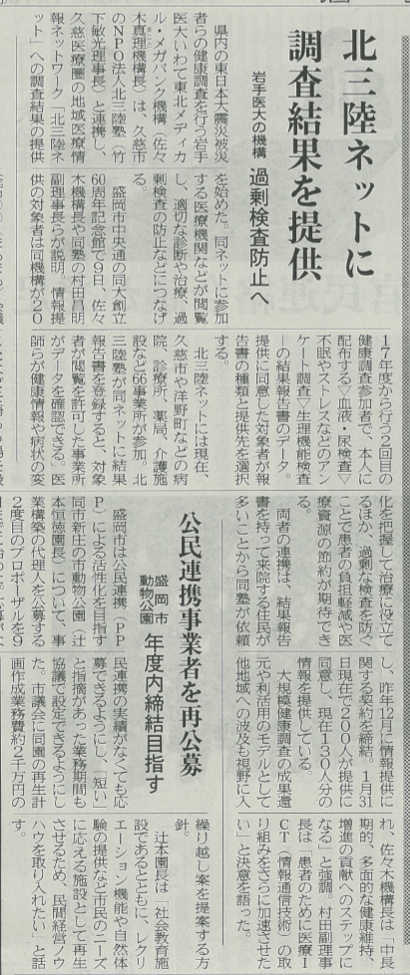 北三陸ネットに
調査結果を提供
岩手医大の機構 過剰検査防止へ
県内の東日本大震災被災
者らの健康調査を行う岩手
医大いわて東北メディカ
ル・メガバンク機構（佐々
木真理機構長）は、久慈市
のNPO法人北三陸塾（竹
下敏光理事長）と連携し、
久慈医療圏の地域医療情
報ネットワーク「北三陸ネ
ット」への調査結果の提供
を始めた。同ネットに参加
する医療機関などが閲覧
し、適切な診断や治療、過
剰検査の防止などにつなげ
る。
盛岡市中央通の同大創立
60周年記念館で9日、佐々
木機構長や同塾の村田昌明
副理事長らが説明。情報提
供の対象者は同機構が20
17年度から行う2回目の
健康調査参加者で、本人に
配布する▽血液・尿検査▽
不眠やストレスなどのアン
ケート調査▽生理機能検査
―の結果報告書のデータ。
提供に同意した対象者が報
告書の種類と提供先を選択
する。
北三陸ネットには現在、
久慈市や洋野町などの病
院、診療所、薬局、介護施
設など66事業所が参加。北
三陸塾が同ネットに結果
報告書を登録すると、対象
者が閲覧を許可した事業所
がデータを確認できる。医
師らが健康情報や病状の変
化を把握して治療に役立て
るほか、過剰な検査を防ぐ
ことで患者の負担軽減や医
療資源の節約が期待でき
る。
両者の連携は、結果報告
書を持って来院する住民が
多いことから同塾が依頼
し、昨年12月に情報提供に
関する契約を締結。1月31
日現在で200人が提供に
同意し、現在130人分の
情報を提供している。
大規模健康調査の成果還
元や利活用のモデルとして
他地域への波及も視野に入
れ、佐々木機構長は「中長
期的、多面的な健康維持、
増進の貢献へのステップに
なる」と強調。村田副理事
長は「患者のために医療I
CT（情報通信技術）の取
り組みをさらに加速させた
い」と決意を語った。
公民連携事業者を再公募
盛岡市
動物公園 年度内締結目指す
盛岡市は公民連携（PP
P）による活性化を目指す
同市新庄の市動物公園（辻
本恒徳園長）について、事
業構築の代理人を公募する
2度目のプロポーザルを9
民連携の実績がなくても応
募できるようにし、「短い」
と指摘があった業務期間も
協議で設定できるようにし
た。市議会に同園の再生計
画作成業務費約2千万円の
繰り越し案を提案する方
針。
辻本園長は「社会教育施
設であるとともに、レクリ
エーション機能や自然体
験の提供など市民のニーズ
に応える施設として再生
させるため、民間経営ノウ
ハウを取り入れたい」と話
す。